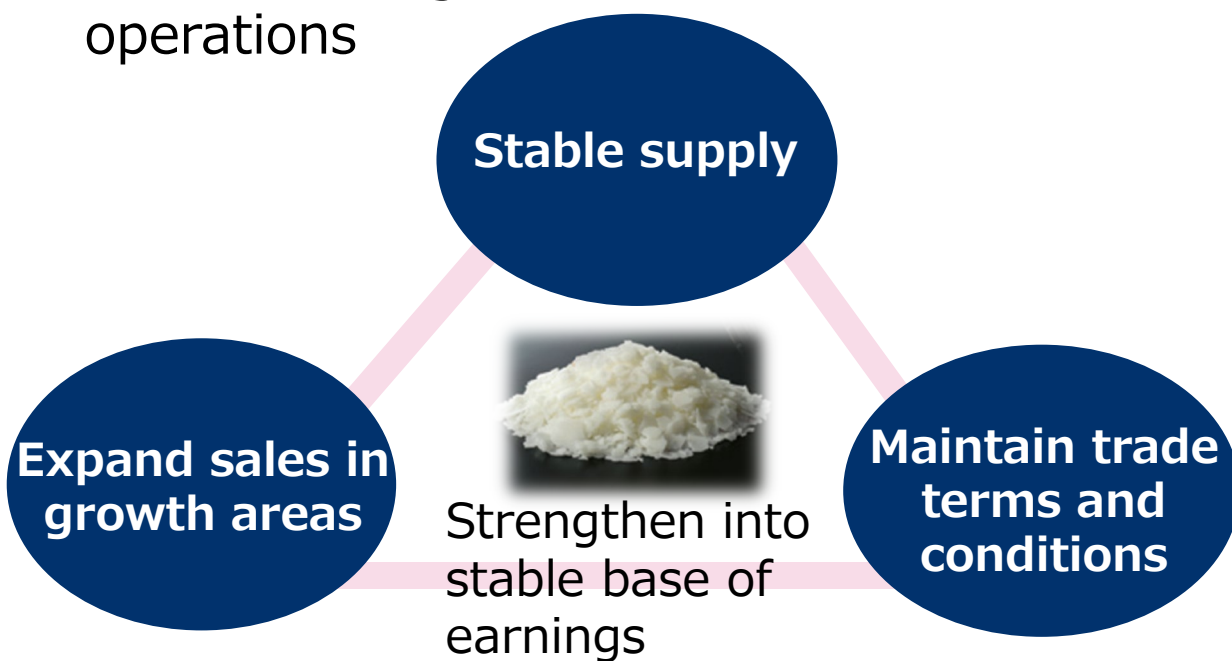 operations
Stable supply
Expand sales in
growth areas
Maintain trade
terms and
conditions
Strengthen into
stable base of
earnings